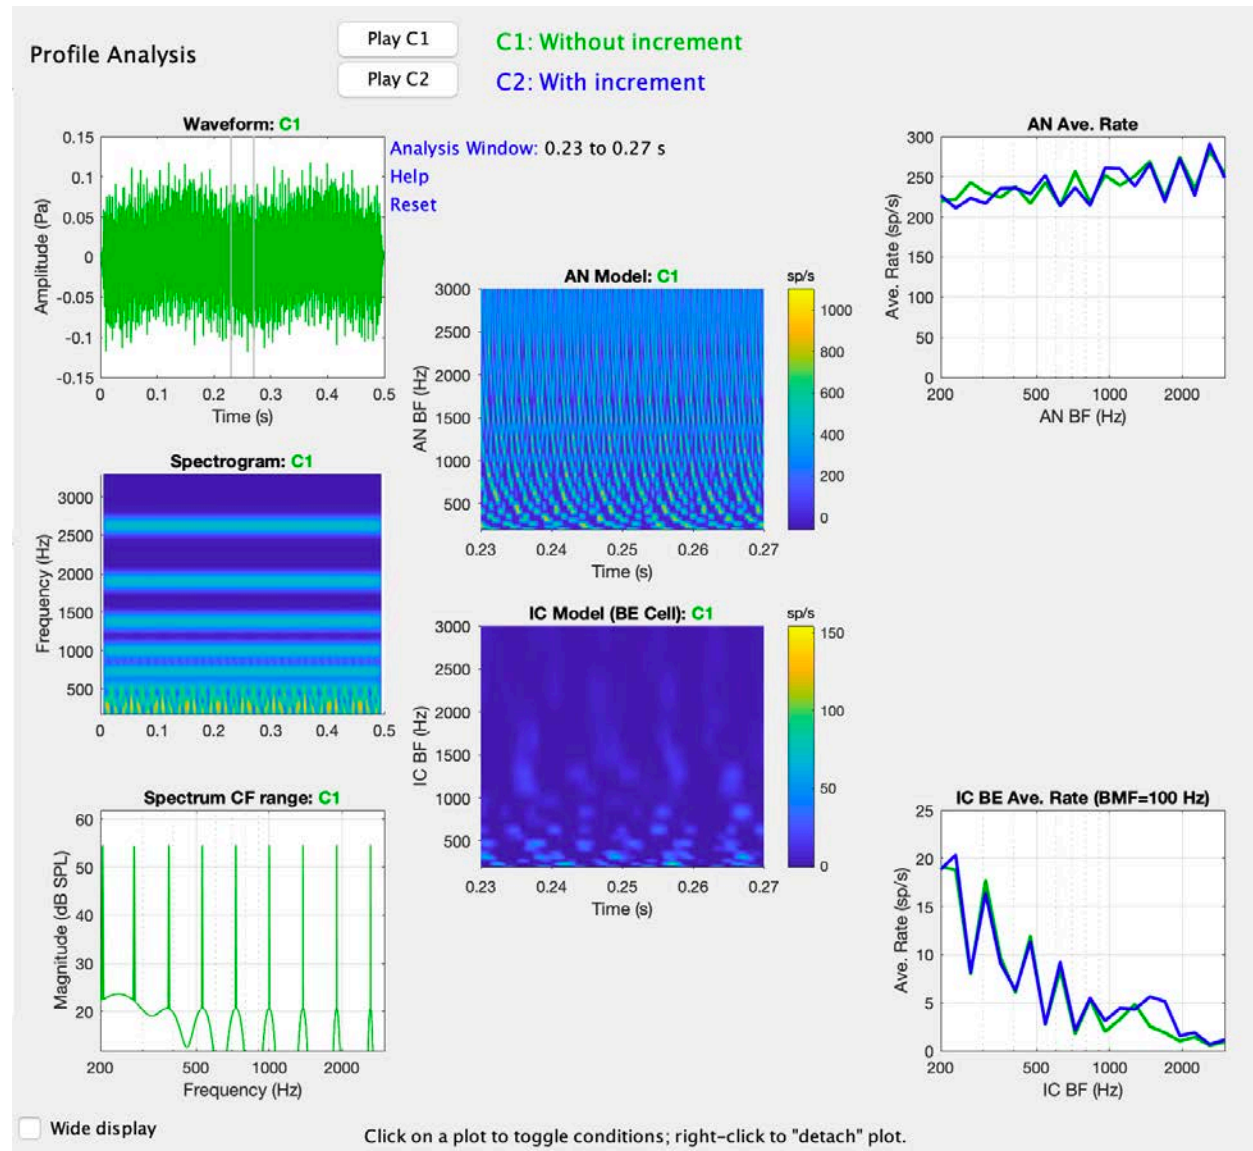 Profile Analysis
Play C1
C1: Without increment
Play C2
C2: With increment
Waveform: C1
0.15
0.1
0.05
0
-0.05
-0.1
-0.15
Amplitude (Pa)
0 0.1 0.2 0.3 0.4 0.5
Time (s)
Analysis Window: 0.23 to 0.27 s
Help
Reset
AN Ave. Rate
300
250
200
150
100
50
0
Ave. Rate (sp/s)
200 500 1000 2000
AN BF (Hz)
AN Model: C1
sp/s
3000
2500
2000
1500
1000
500
AN BF (Hz)
0.23 0.24 0.25 0.26 0.27
Time (s)
1000
800
600
400
200
0
Spectrogram: C1
3000
2500
2000
1500
1000
500
Frequency (Hz)
0 0.1 0.2 0.3 0.4 0.5
IC Model (BE Cell): C1
sp/s
3000
2500
2000
1500
1000
500
IC BF (Hz)
0.23 0.24 0.25 0.26 0.27
Time (s)
150
100
50
0
Spectrum CF range: C1
60
50
40
30
20
Magnitude (dB SPL)
200 500 1000 2000
Frequency (Hz)
IC BE Ave. Rate (BMF=100 Hz)
25
20
15
10
5
0
Ave. Rate (sp/s)
200 500 1000 2000
IC BF (Hz)
Wide display
Click on a plot to toggle conditions; right-click to "detach" plot.